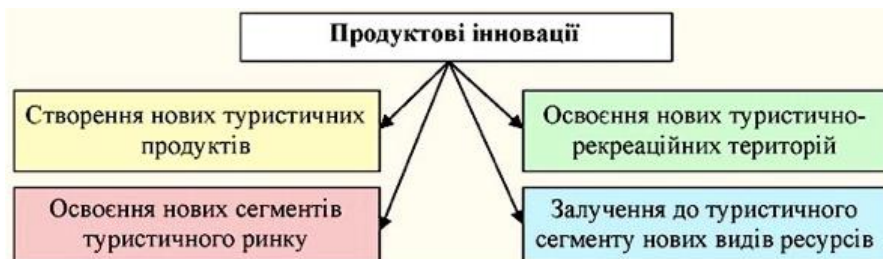 Продуктові інновації
Створення нових туристичних
продуктів
Освоєння нових туристично-
рекреаційних територій
Освоєння нових сегментів
туристичного ринку
Залучення до туристичного
сегменту нових видів ресурсів